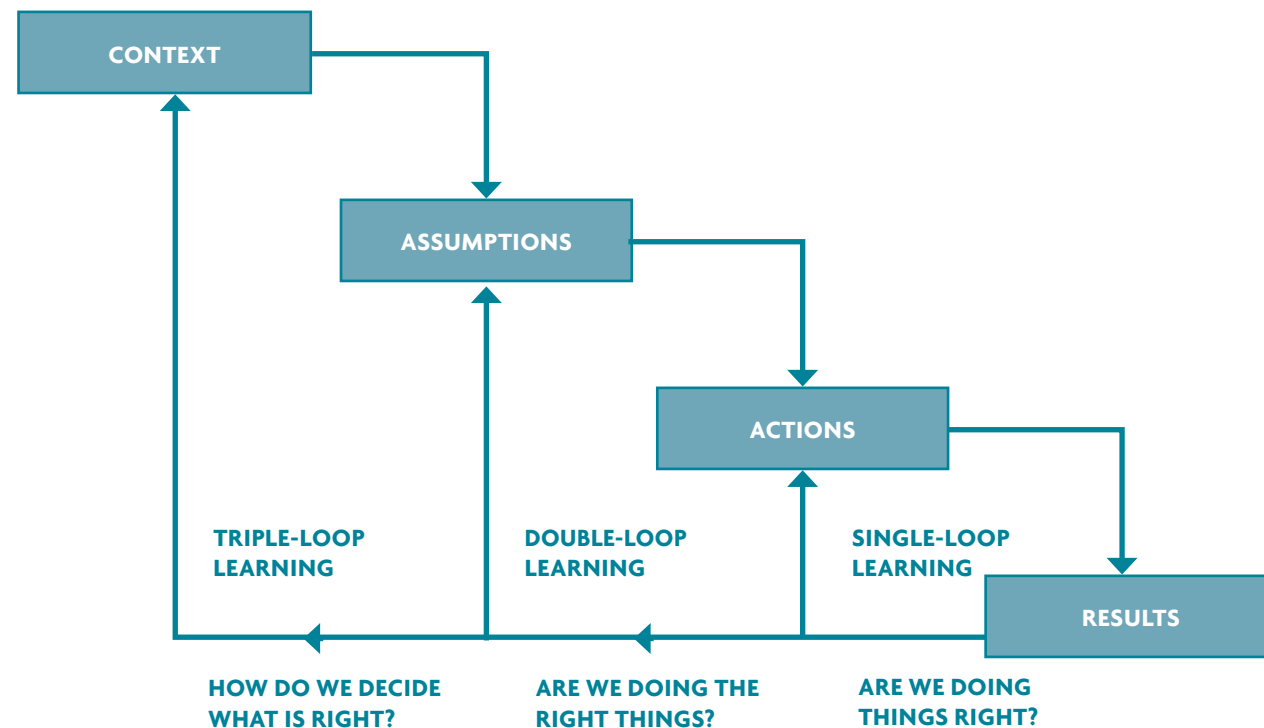 CONTEXT
ASSUMPTIONS
ACTIONS
TRIPLE-LOOP
LEARNING
DOUBLE-LOOP
LEARNING
SINGLE-LOOP
LEARNING
RESULTS
HOW DO WE DECIDE
WHAT IS RIGHT?
ARE WE DOING THE
RIGHT THINGS?
ARE WE DOING
THINGS RIGHT?